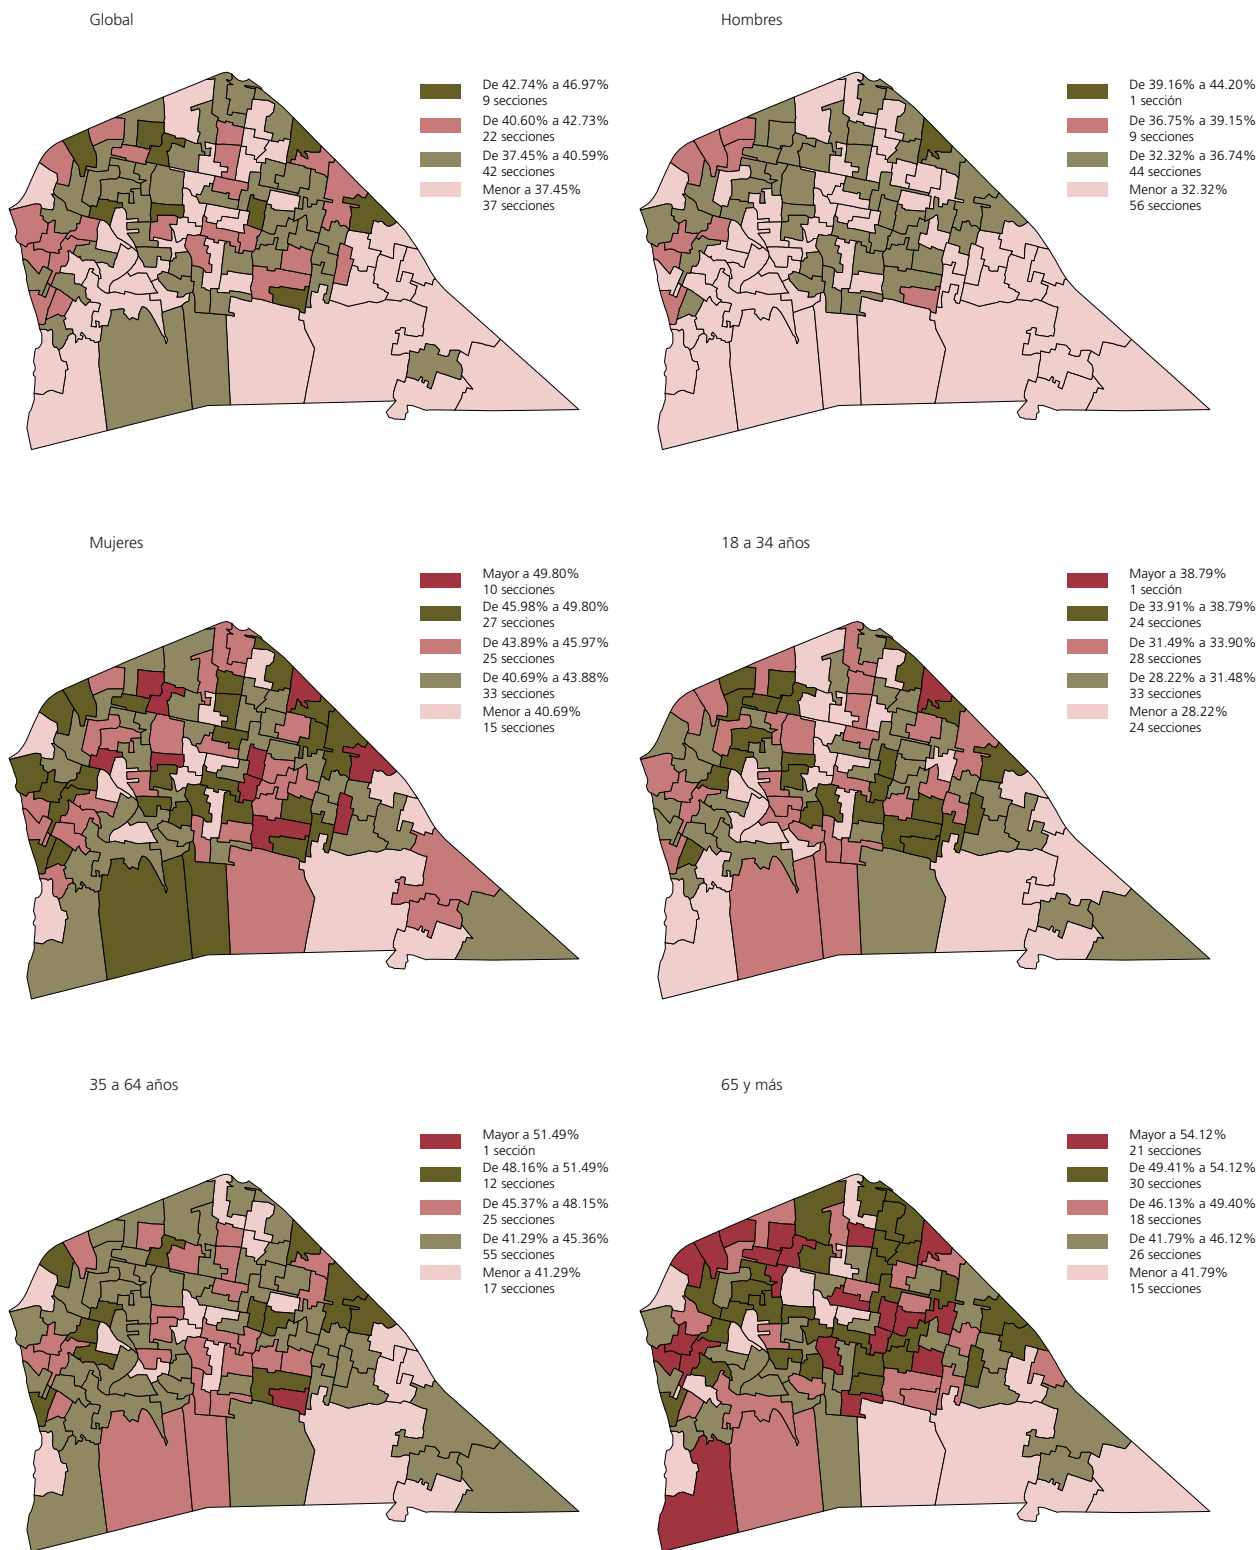 Global
De 42.74% a 46.97%
9 secciones
De 40.60% a 42.73%
22 secciones
De 37.45% a 40.59%
42 secciones
Menor a 37.45%
37 secciones
Hombres
De 39.16% a 44.20%
1 sección
De 36.75% a 39.15%
9 secciones
De 32.32% a 36.74%
44 secciones
Menor a 32.32%
56 secciones
Mujeres
Mayor a 49.80%
10 secciones
De 45.98% a 49.80%
27 secciones
De 43.89% a 45.97%
25 secciones
De 40.69% a 43.88%
33 secciones
Menor a 40.69%
15 secciones
18 a 34 años
Mayor a 38.79%
1 sección
De 33.91% a 38.79%
24 secciones
De 31.49% a 33.90%
28 secciones
De 28.22% a 31.48%
33 secciones
Menor a 28.22%
24 secciones
35 a 64 años
Mayor a 51.49%
1 sección
De 48.16% a 51.49%
12 secciones
De 45.37% a 48.15%
25 secciones
De 41.29% a 45.36%
55 secciones
Menor a 41.29%
17 secciones
65 y más
Mayor a 54.12%
21 secciones
De 49.41% a 54.12%
30 secciones
De 46.13% a 49.40%
18 secciones
De 41.79% a 46.12%
26 secciones
Menor a 41.79%
15 secciones